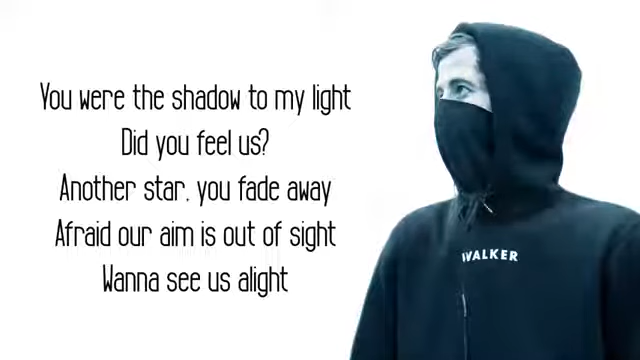 You were the shadow to my light
Did you feel us?
Another star, you fade away
Afraid our aim is out of sight
Wanna see us alight
WALKER